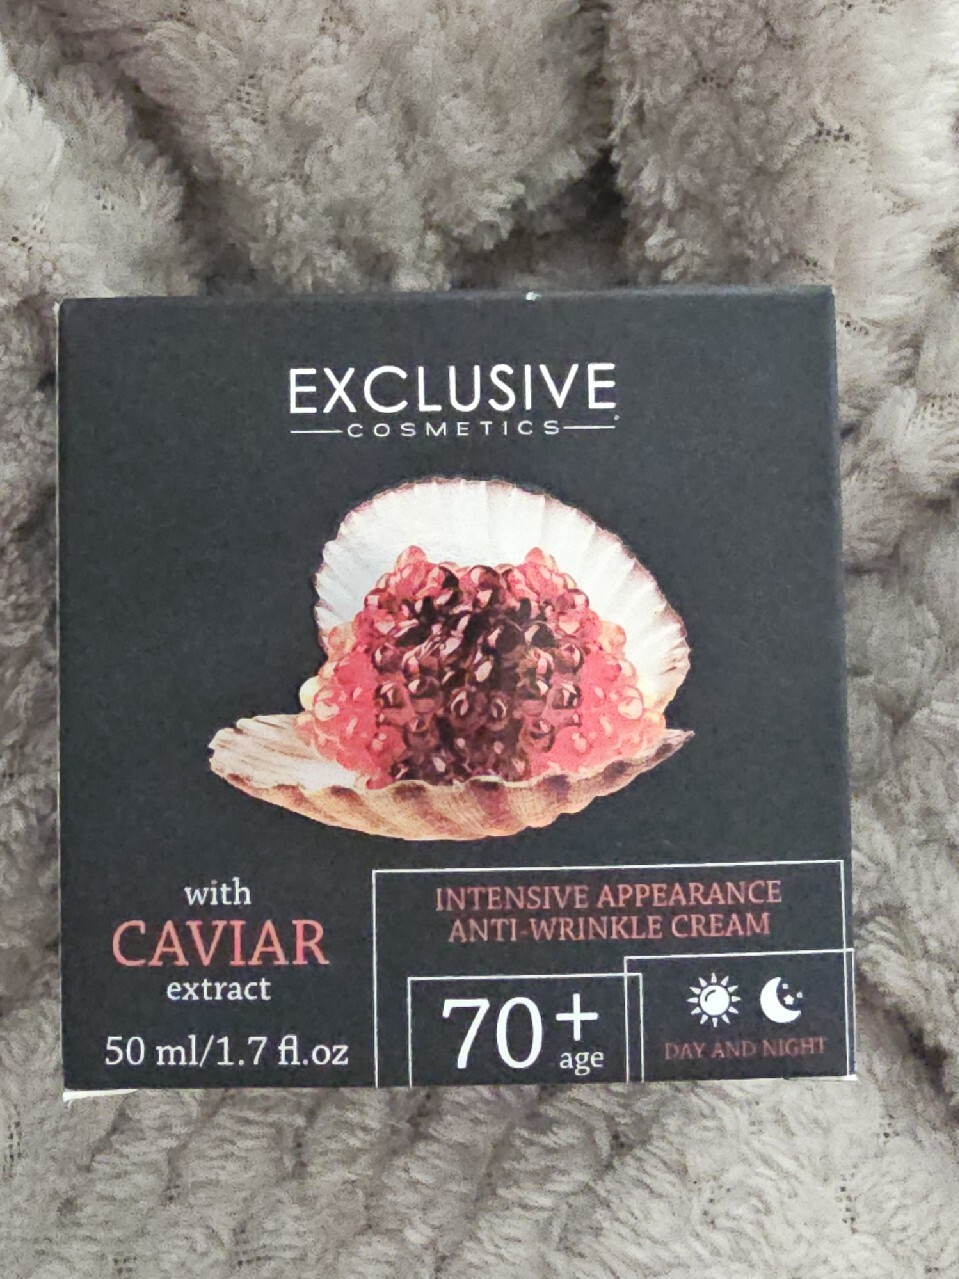 EXCLUSIVE
COSMETICS
with
CAVIAR
extract
50 ml/1.7 fl.oz
INTENSIVE APPEARANCE
ANTI-WRINKLE CREAM
70+
age
DAY AND NIGHT